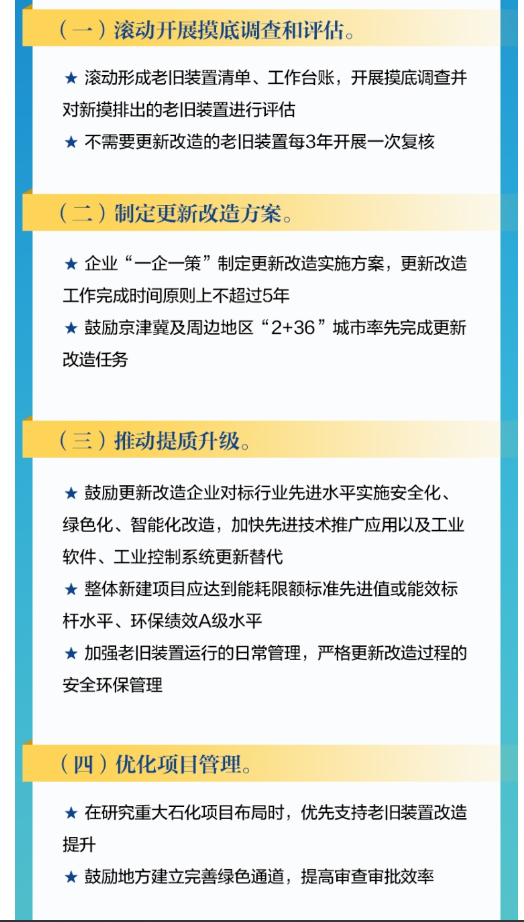 （一）滚动开展摸底调查和评估。
★ 滚动形成老旧装置清单、工作台账，开展摸底调查并
对新摸排出的老旧装置进行评估
★ 不需要更新改造的老旧装置每3年开展一次复核
（二）制定更新改造方案。
★ 企业“一企一策”制定更新改造实施方案，更新改造
工作完成时间原则上不超过5年
★ 鼓励京津冀及周边地区“2+36”城市率先完成更新
改造任务
（三）推动提质升级。
★ 鼓励更新改造企业对标行业先进水平实施安全化、
绿色化、智能化改造，加快先进技术推广应用以及工业
软件、工业控制系统更新替代
★ 整体新建项目应达到能耗限额标准先进值或能效标
杆水平、环保绩效A级水平
★ 加强老旧装置运行的日常管理，严格更新改造过程的
安全环保管理
（四）优化项目管理。
★ 在研究重大石化项目布局时，优先支持老旧装置改造
提升
★ 鼓励地方建立完善绿色通道，提高审查审批效率